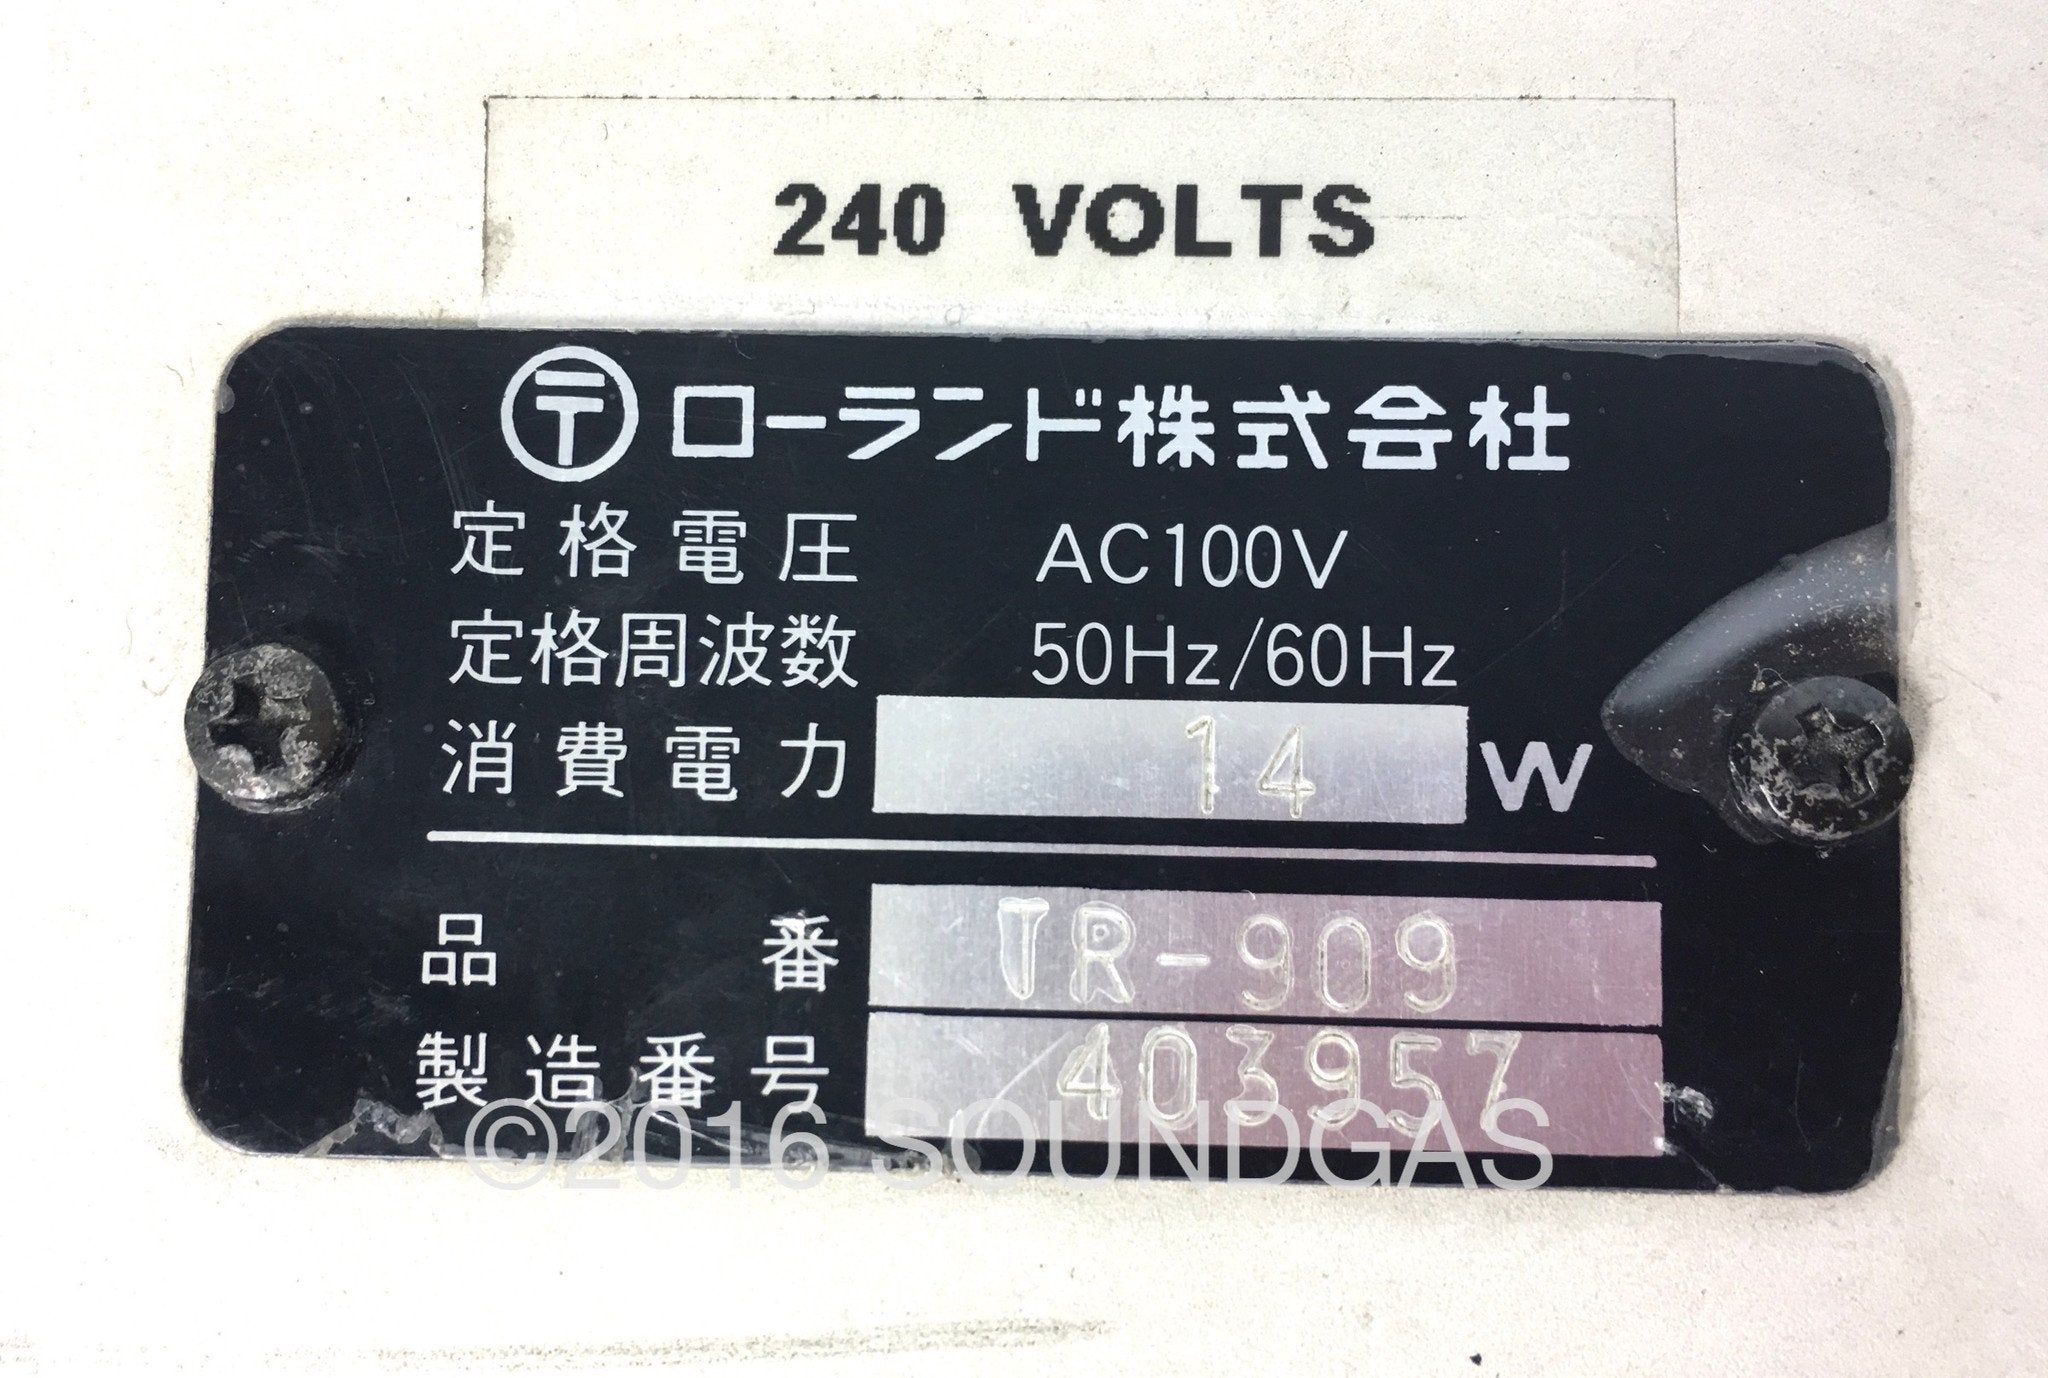 240 VOLTS
〒 ローランド株式会社
定格電圧 AC100V
定格周波数 50Hz/60Hz
消費電力 14 W
品番 TR-909
製造番号 403957
©2016 SOUNDGAS